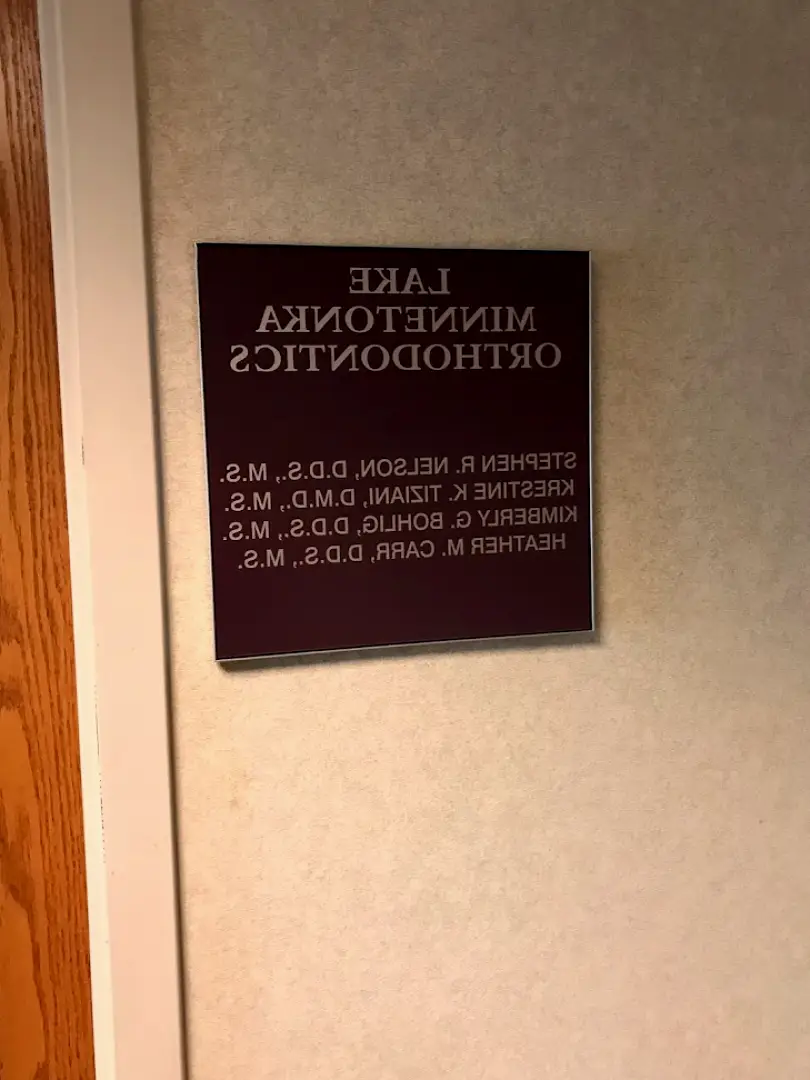 LAKE
MINNETONKA
ORTHODONTICS
STEPHEN R. NELSON, D.D.S., M.S.
KRESTINE K. TIZIANI, D.M.D., M.S.
KIMBERLY G. BOHLIG, D.D.S., M.S.
HEATHER M. CARR, D.D.S., M.S.